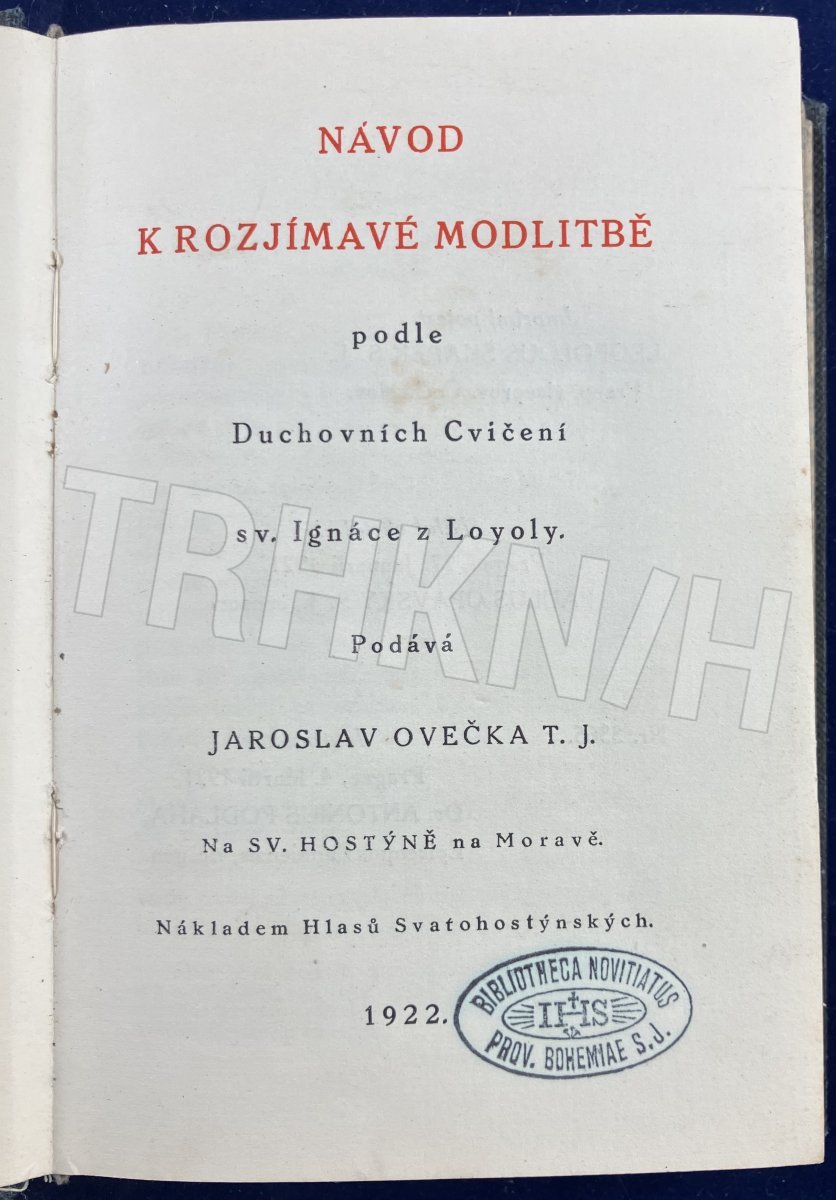 NÁVOD
K ROZJÍMAVÉ MODLITBĚ
podle
Duchovních Cvičení
sv. Ignáce z Loyoly.
Podává
JAROSLAV OVEČKA T. J.
Na SV. HOSTÝNĚ na Moravě.
Nákladem Hlasů Svatohostýnských.
1922.
BIBLIOTHECA NOVITIATUS
IHS
PROV. BOHEMIAE S. J.
TRHKN/H